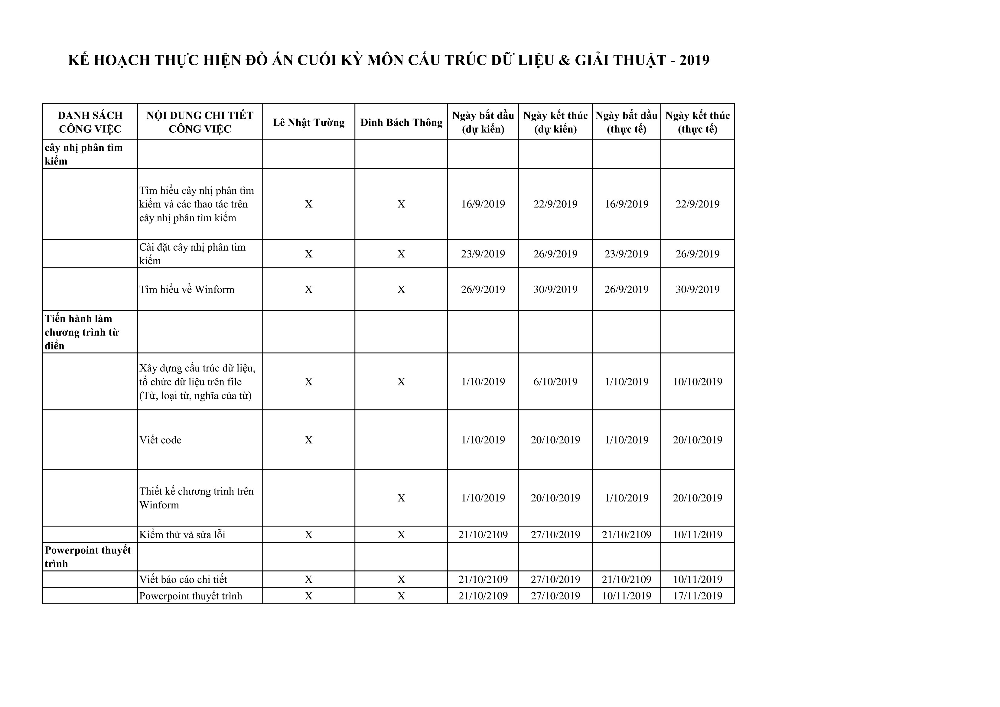 KẾ HOẠCH THỰC HIỆN ĐỒ ÁN CUỐI KỲ MÔN CẤU TRÚC DỮ LIỆU & GIẢI THUẬT - 2019
DANH SÁCH
CÔNG VIỆC
NỘI DUNG CHI TIẾT
CÔNG VIỆC
Lê Nhật Tường
Đinh Bách Thông
Ngày bắt đầu
(dự kiến)
Ngày kết thúc
(dự kiến)
Ngày bắt đầu
(thực tế)
Ngày kết thúc
(thực tế)
cây nhị phân tìm
kiếm
Tìm hiểu cây nhị phân tìm
kiếm và các thao tác trên
cây nhị phân tìm kiếm
X
X
16/9/2019
22/9/2019
16/9/2019
22/9/2019
Cài đặt cây nhị phân tìm
kiếm
X
X
23/9/2019
26/9/2019
23/9/2019
26/9/2019
Tìm hiểu về Winform
X
X
26/9/2019
30/9/2019
26/9/2019
30/9/2019
Tiến hành làm
chương trình từ
điển
Xây dựng cấu trúc dữ liệu,
tổ chức dữ liệu trên file
(Từ, loại từ, nghĩa của từ)
X
X
1/10/2019
6/10/2019
1/10/2019
10/10/2019
Viết code
X
1/10/2019
20/10/2019
1/10/2019
20/10/2019
Thiết kế chương trình trên
Winform
X
1/10/2019
20/10/2019
1/10/2019
20/10/2019
Kiểm thử và sửa lỗi
X
X
21/10/2109
27/10/2019
21/10/2109
10/11/2019
Powerpoint thuyết
trình
Viết báo cáo chi tiết
X
X
21/10/2109
27/10/2019
21/10/2109
10/11/2019
Powerpoint thuyết trình
X
X
21/10/2109
27/10/2019
10/11/2019
17/11/2019